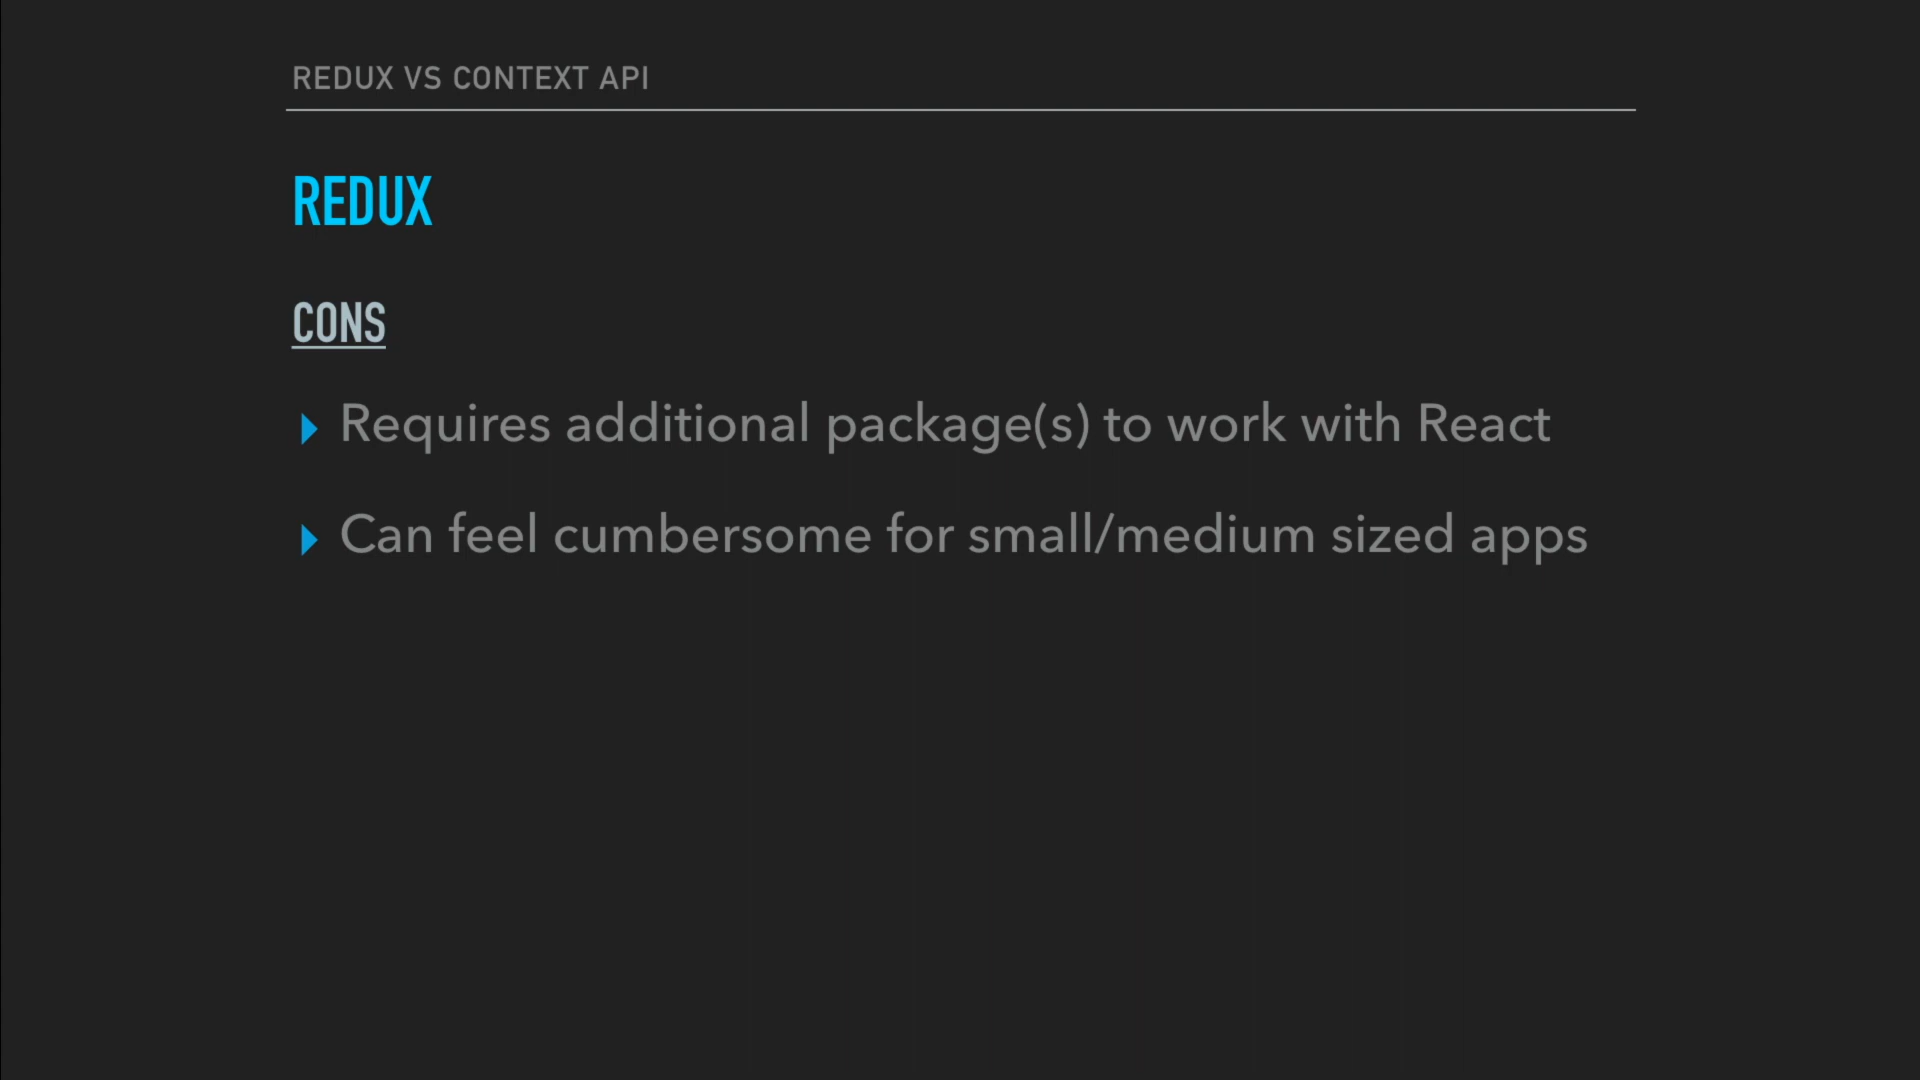 REDUX VS CONTEXT API
REDUX
CONS
Requires additional package(s) to work with React
Can feel cumbersome for small/medium sized apps